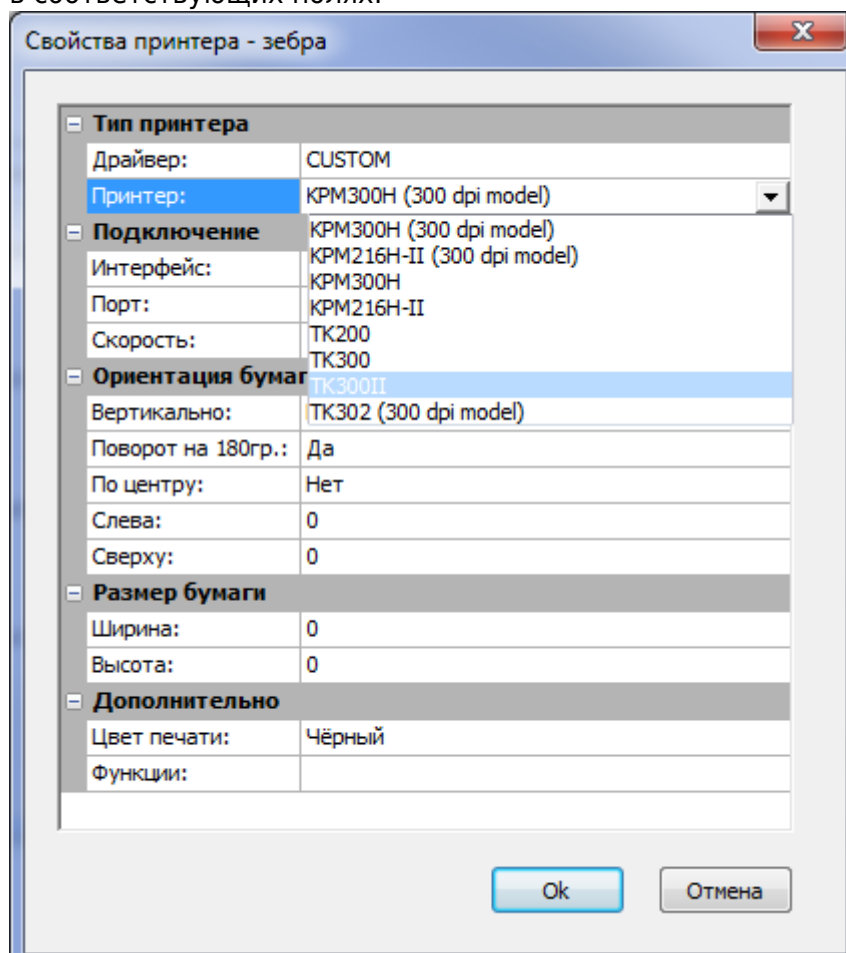 в соответствующих полях.
Свойства принтера - зебра
Тип принтера
Драйвер: CUSTOM
Принтер: KPM300H (300 dpi model)
Подключение
KPM300H (300 dpi model)
KPM216H-II (300 dpi model)
Интерфейс:
KPM300H
Порт:
KPM216H-II
Скорость:
TK200
TK300
Ориентация бумаг
TK300II
Вертикально:
TK302 (300 dpi model)
Поворот на 180гр.: Да
По центру: Нет
Слева: 0
Сверху: 0
Размер бумаги
Ширина: 0
Высота: 0
Дополнительно
Цвет печати: Чёрный
Функции:
Ok Отмена